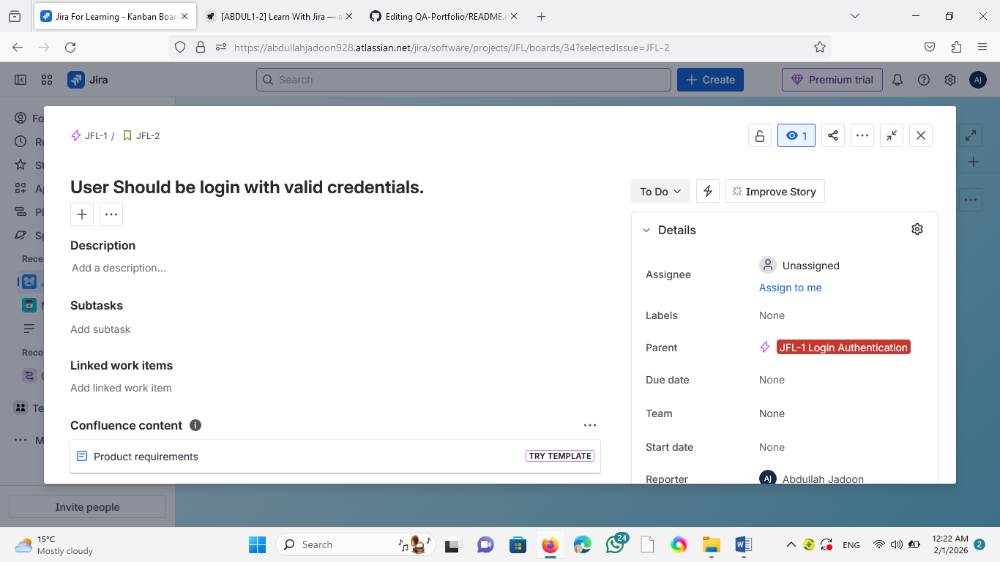 Jira For Learning - Kanban Boar
[ABDUL1-2] Learn With Jira — a
Editing QA-Portfolio/README.m
https://abdullahjadoon928.atlassian.net/jira/software/projects/JFL/boards/34?selectedIssue=JFL-2
Jira
Search
Create
Premium trial
AJ
Fo
Re
St
Ap
Pl
Sp
Rece
J
M
Reco
Te
M
Invite people
JFL-1 / JFL-2
1
User Should be login with valid credentials.
Description
Add a description...
Subtasks
Add subtask
Linked work items
Add linked work item
Confluence content
Product requirements
TRY TEMPLATE
To Do
Improve Story
Details
Assignee
Unassigned
Assign to me
Labels
None
Parent
JFL-1 Login Authentication
Due date
None
Team
None
Start date
None
Reporter
AJ Abdullah Jadoon
15°C
Mostly cloudy
Search
24
ENG
12:22 AM
2/1/2026
2